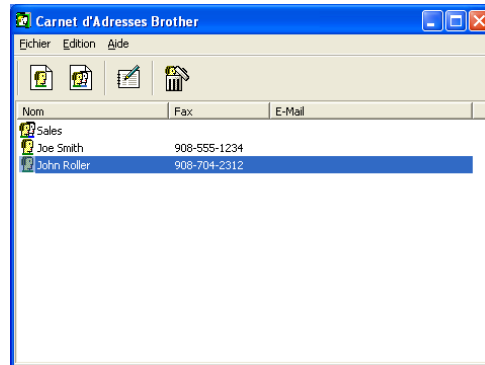 Carnet d'Adresses Brother
Fichier Edition Aide
Nom Fax E-Mail
Sales
Joe Smith 908-555-1234
John Roller 908-704-2312